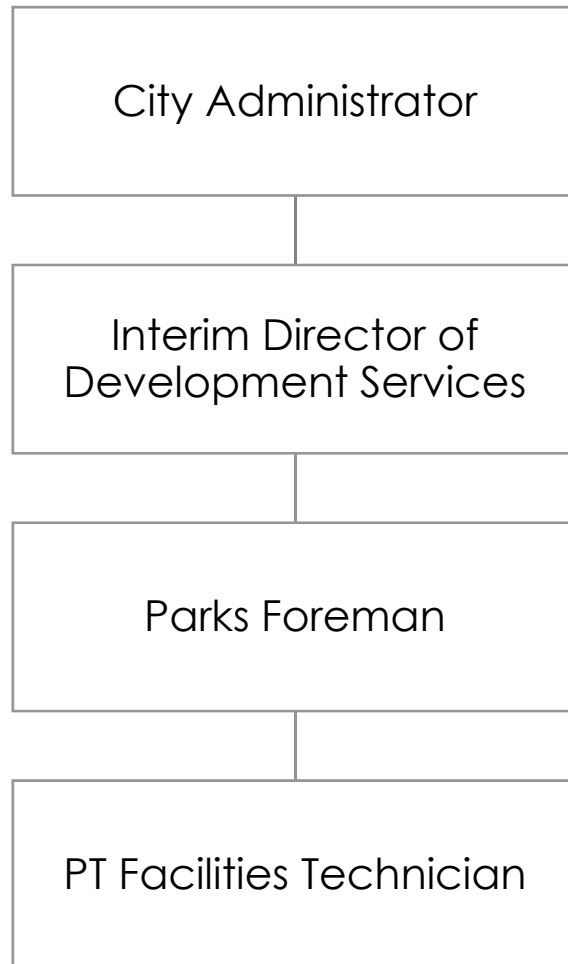 City Administrator
Interim Director of
Development Services
Parks Foreman
PT Facilities Technician